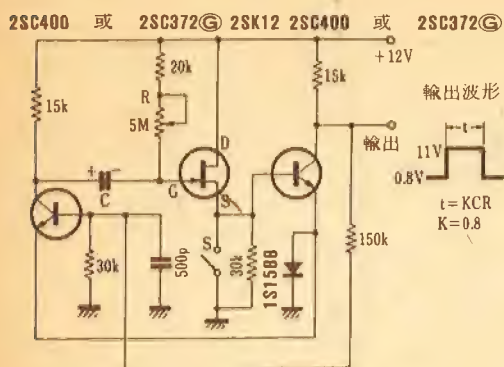 2SC400 或 2SC372Ⓖ 2SK12 2SC400 或 2SC372Ⓖ
+12V
20k
15k
15k
R
5M
D
輸出波形
t
輸出
11V
0.8V
+ −
C
G
S
t=KCR
K=0.8
S
150k
30k
500p
30k
1S1588